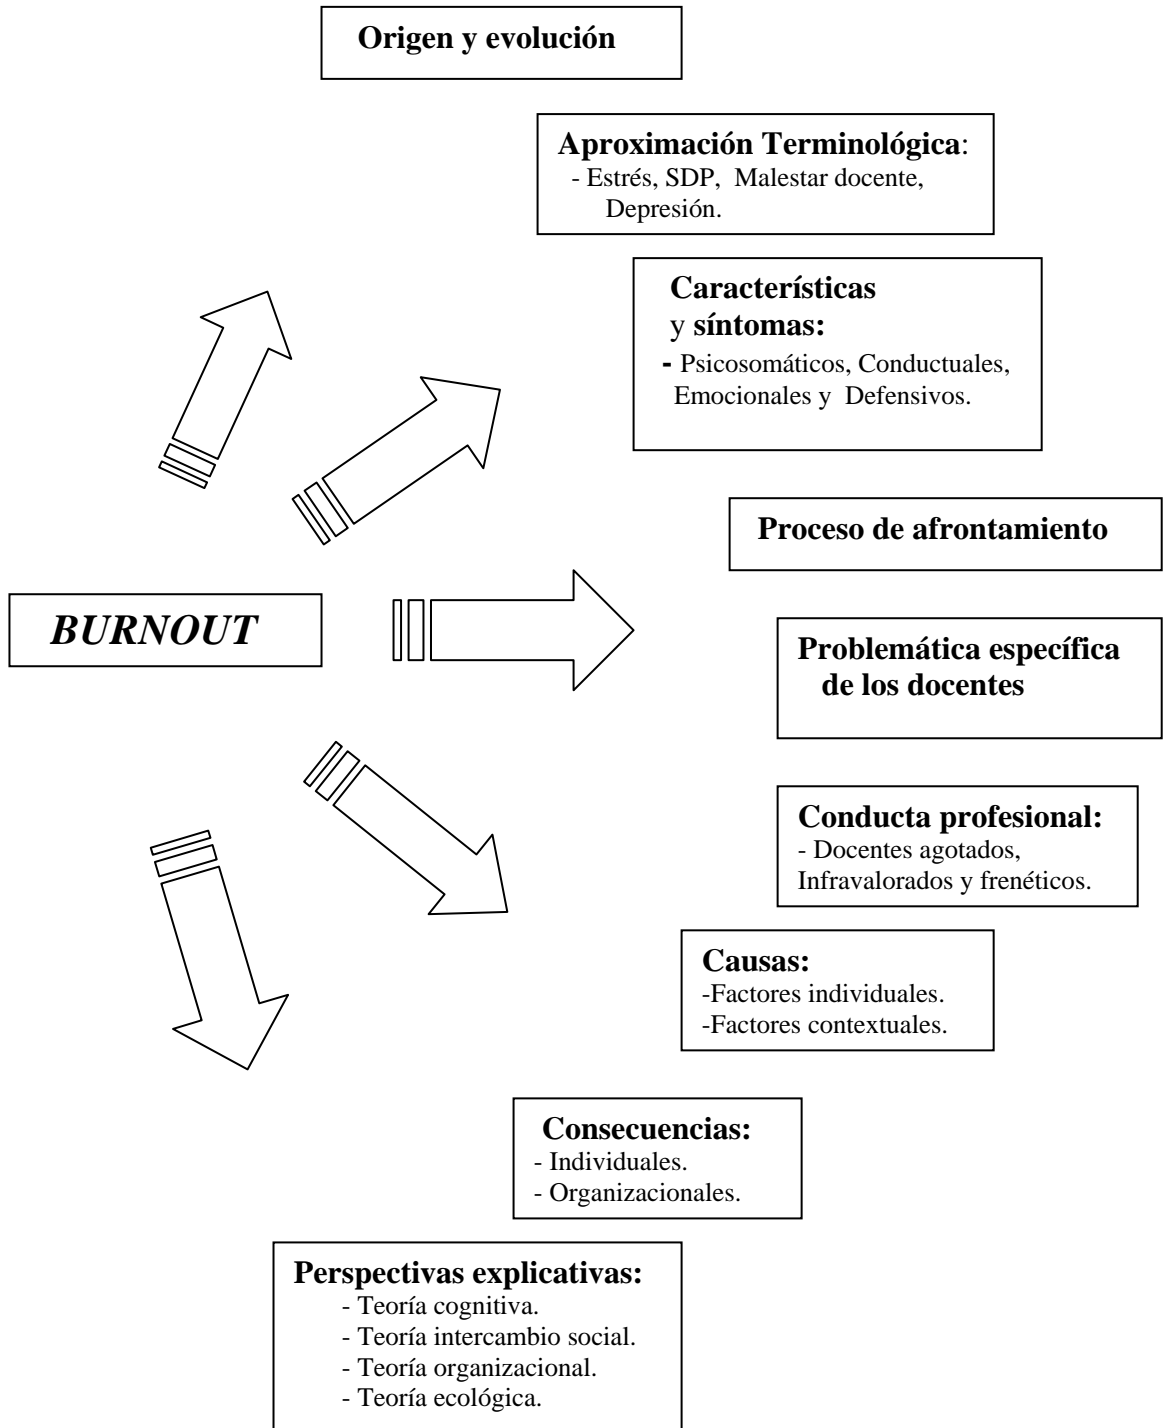 Origen y evolución
Aproximación Terminológica:
- Estrés, SDP, Malestar docente,
Depresión.
Características
y síntomas:
- Psicosomáticos, Conductuales,
Emocionales y Defensivos.
Proceso de afrontamiento
BURNOUT
Problemática específica
de los docentes
Conducta profesional:
- Docentes agotados,
Infravalorados y frenéticos.
Causas:
-Factores individuales.
-Factores contextuales.
Consecuencias:
- Individuales.
- Organizacionales.
Perspectivas explicativas:
- Teoría cognitiva.
- Teoría intercambio social.
- Teoría organizacional.
- Teoría ecológica.